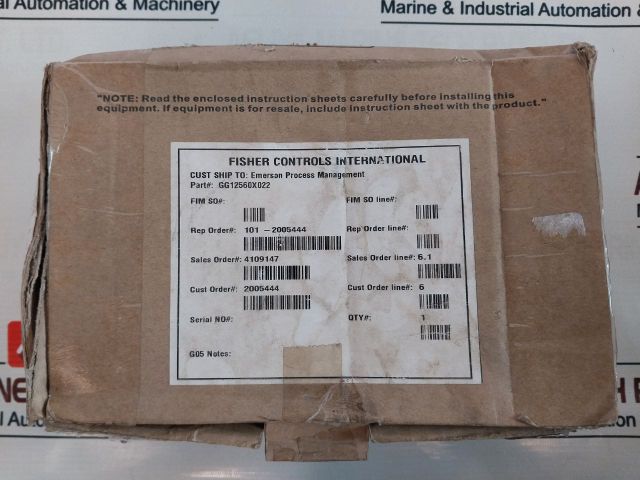 al Automation & Machinery
Marine & Industrial Automation &
"NOTE: Read the enclosed instruction sheets carefully before installing this
equipment. If equipment is for resale, include instruction sheet with the product."
FISHER CONTROLS INTERNATIONAL
CUST SHIP TO: Emerson Process Management
Part#: GG12560X022
FIM SO#:
FIM SO line#:
Rep Order#: 101 -2005444
Rep Order line#:
Sales Order#: 4109147
Sales Order line#: 6.1
Cust Order#: 2005444
Cust Order line#: 6
Serial NO#:
QTY#: 1
G05 Notes: